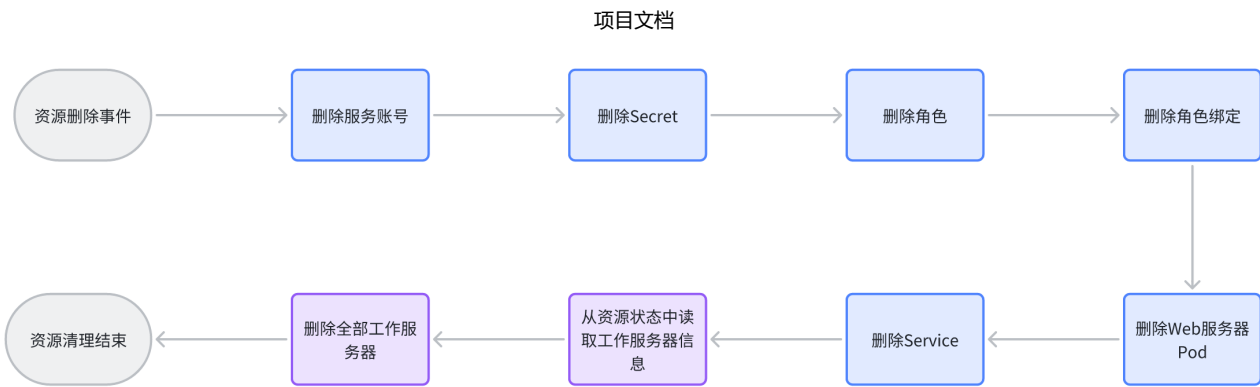 项目文档
资源删除事件
删除服务账号
删除Secret
删除角色
删除角色绑定
删除Web服务器
Pod
删除Service
从资源状态中读
取工作服务器信
息
删除全部工作服
务器
资源清理结束